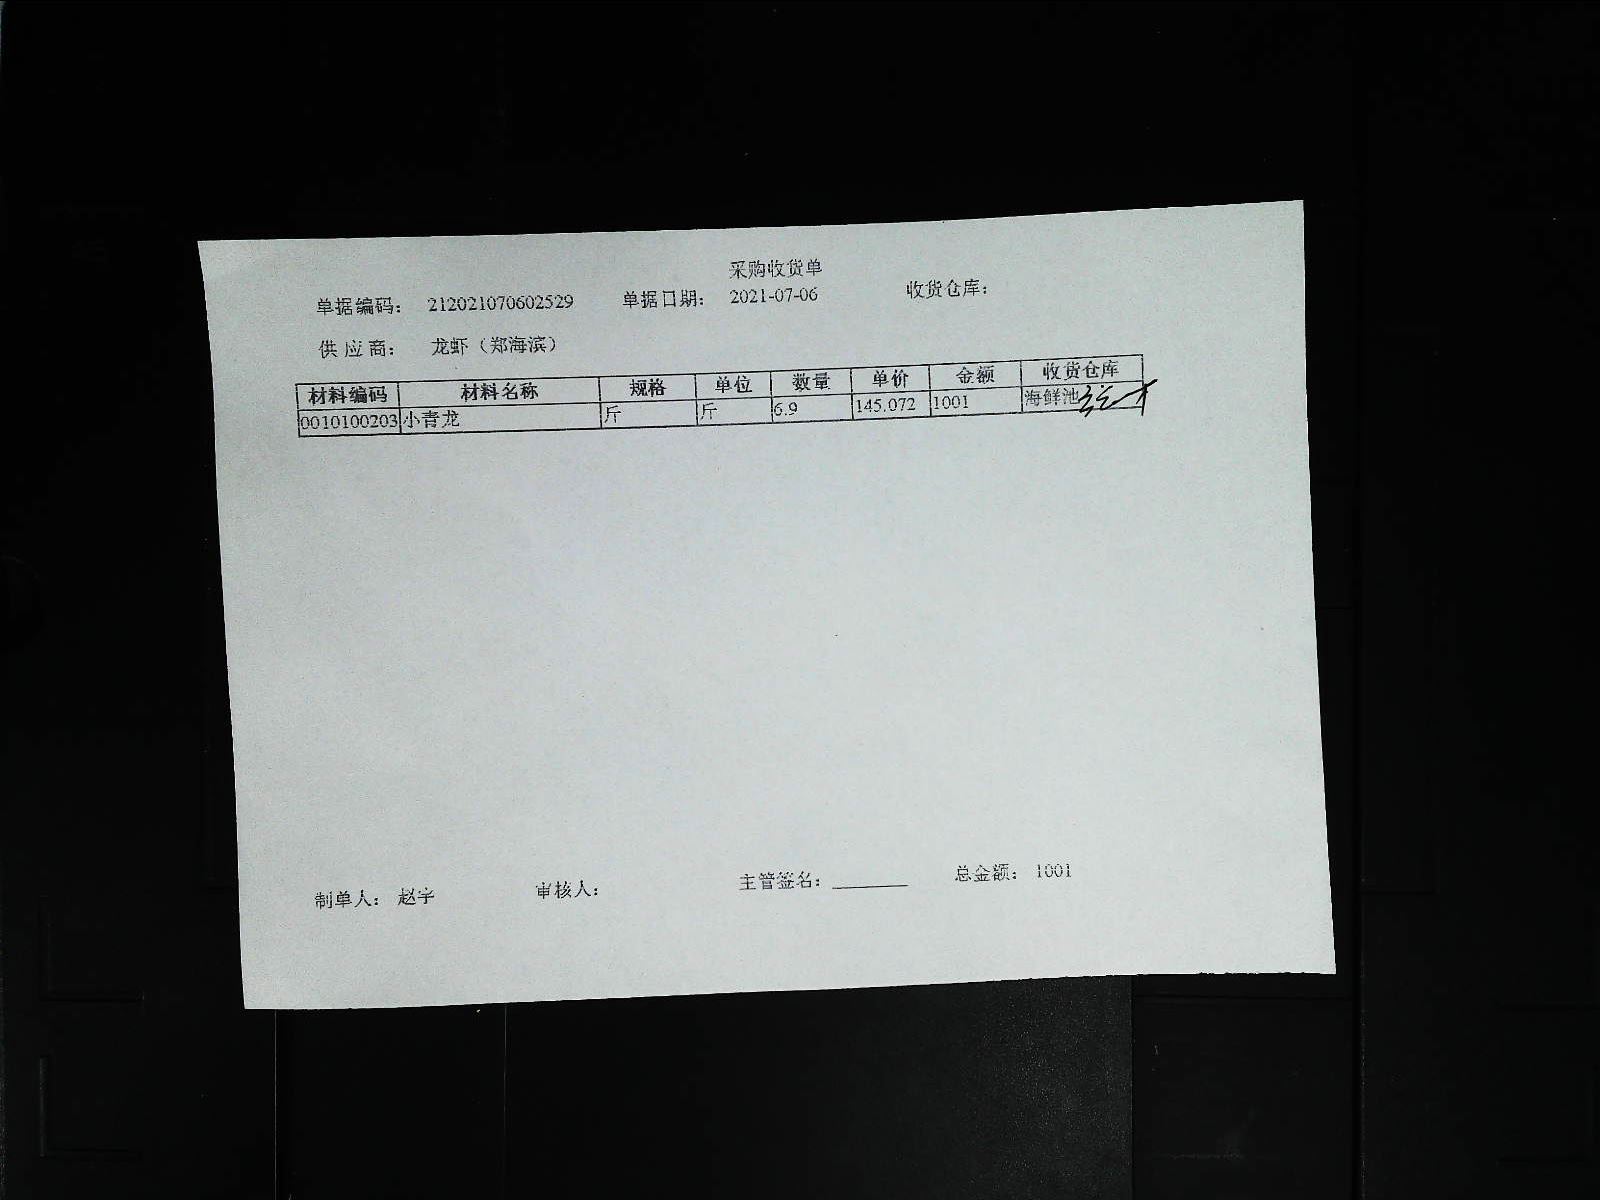 采购收货单
单据编码： 212021070602529 单据日期： 2021-07-06 收货仓库：
供 应 商： 龙虾（郑海滨）
材料编码 材料名称 规格 单位 数量 单价 金额 收货仓库
0010100203 小青龙 斤 斤 6.9 145.072 1001 海鲜池
制单人： 赵宇 审核人： 主管签名： 总金额： 1001